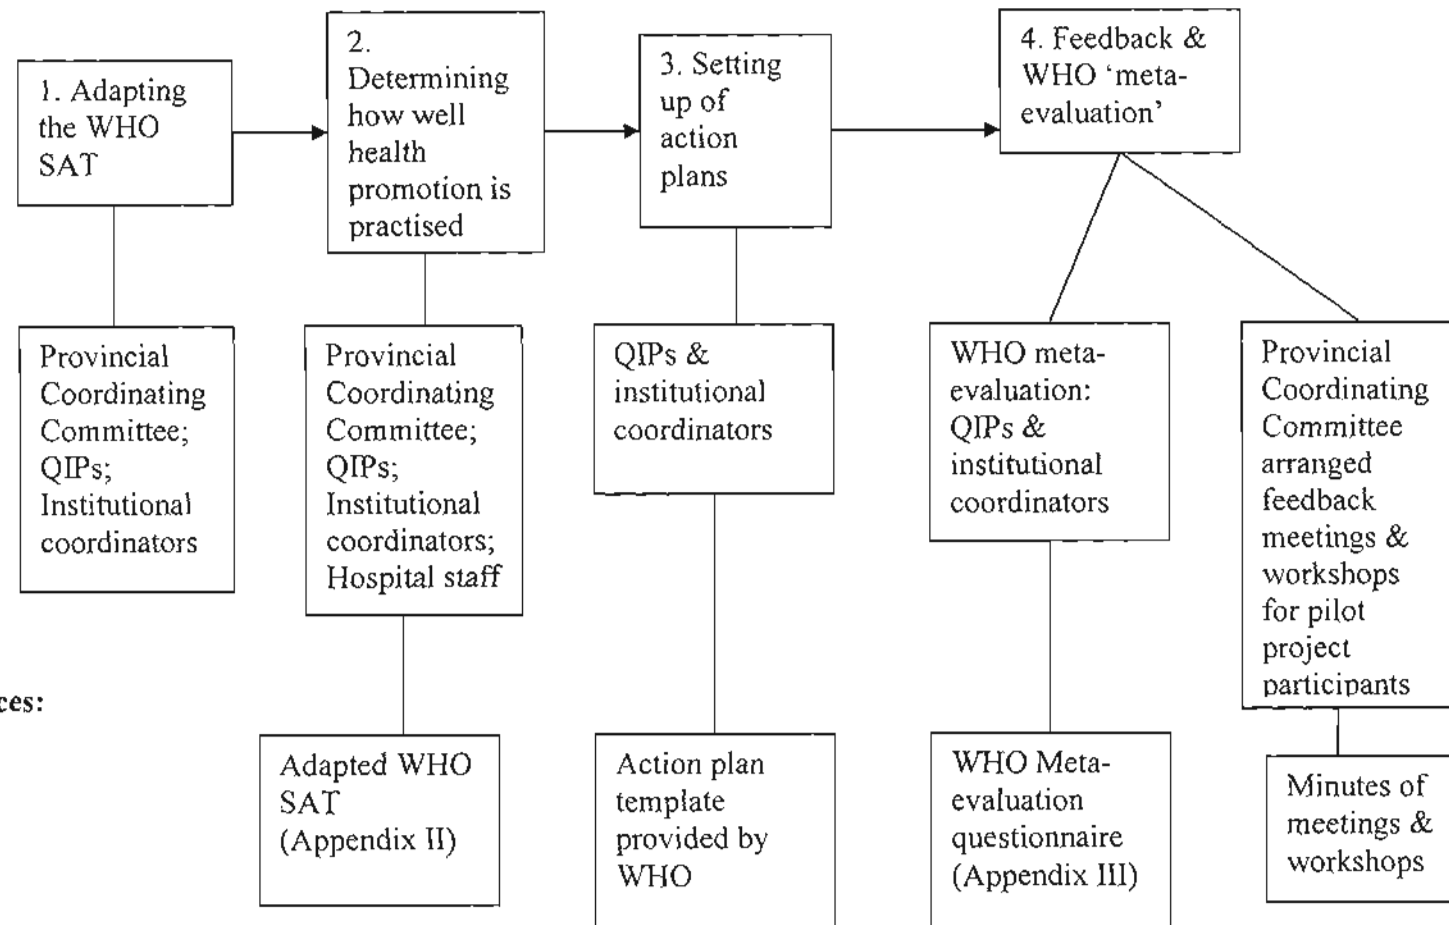 1. Adapting
the WHO
SAT
2.
Determining
how well
health
promotion is
practised
3. Setting
up of
action
plans
4. Feedback &
WHO ‘meta-
evaluation’
Provincial
Coordinating
Committee;
QIPs;
Institutional
coordinators
Provincial
Coordinating
Committee;
QIPs;
Institutional
coordinators;
Hospital staff
QIPs &
institutional
coordinators
WHO meta-
evaluation:
QIPs &
institutional
coordinators
Provincial
Coordinating
Committee
arranged
feedback
meetings &
workshops
for pilot
project
participants
ces:
Adapted WHO
SAT
(Appendix II)
Action plan
template
provided by
WHO
WHO Meta-
evaluation
questionnaire
(Appendix III)
Minutes of
meetings &
workshops